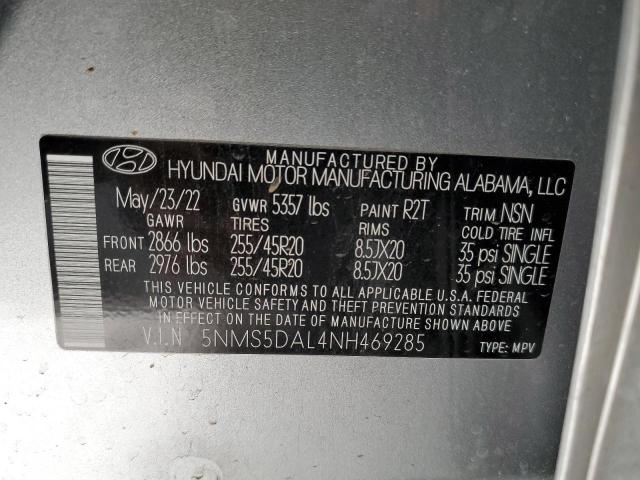 MANUFACTURED BY
HYUNDAI MOTOR MANUFACTURING ALABAMA, LLC
May/23/22 GVWR 5357 lbs PAINT R2T TRIM NSN
GAWR TIRES RIMS COLD TIRE INFL
FRONT 2866 lbs 255/45R20 8.5JX20 35 psi SINGLE
REAR 2976 lbs 255/45R20 8.5JX20 35 psi SINGLE
THIS VEHICLE CONFORMS TO ALL APPLICABLE U.S.A. FEDERAL
MOTOR VEHICLE SAFETY AND THEFT PREVENTION STANDARDS
IN EFFECT ON THE DATE OF MANUFACTURE SHOWN ABOVE.
V.I.N 5NMS5DAL4NH469285 TYPE: MPV